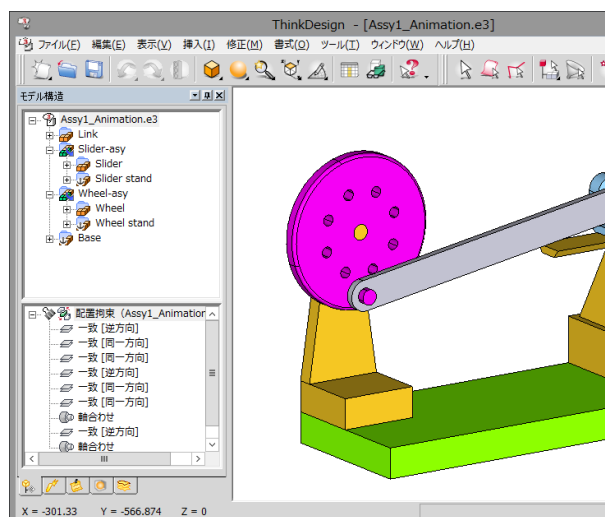 ThinkDesign - [Assy1_Animation.e3]
ファイル(F) 編集(E) 表示(V) 挿入(I) 修正(M) 書式(O) ツール(T) ウィンドウ(W) ヘルプ(H)
モデル構造
Assy1_Animation.e3
Link
Slider-asy
Slider
Slider stand
Wheel-asy
Wheel
Wheel stand
Base
配置拘束 (Assy1_Animation
一致 [逆方向]
一致 [同一方向]
一致 [同一方向]
一致 [逆方向]
一致 [同一方向]
一致 [同一方向]
軸合わせ
一致 [逆方向]
軸合わせ
X = -301.33 Y = -566.874 Z = 0